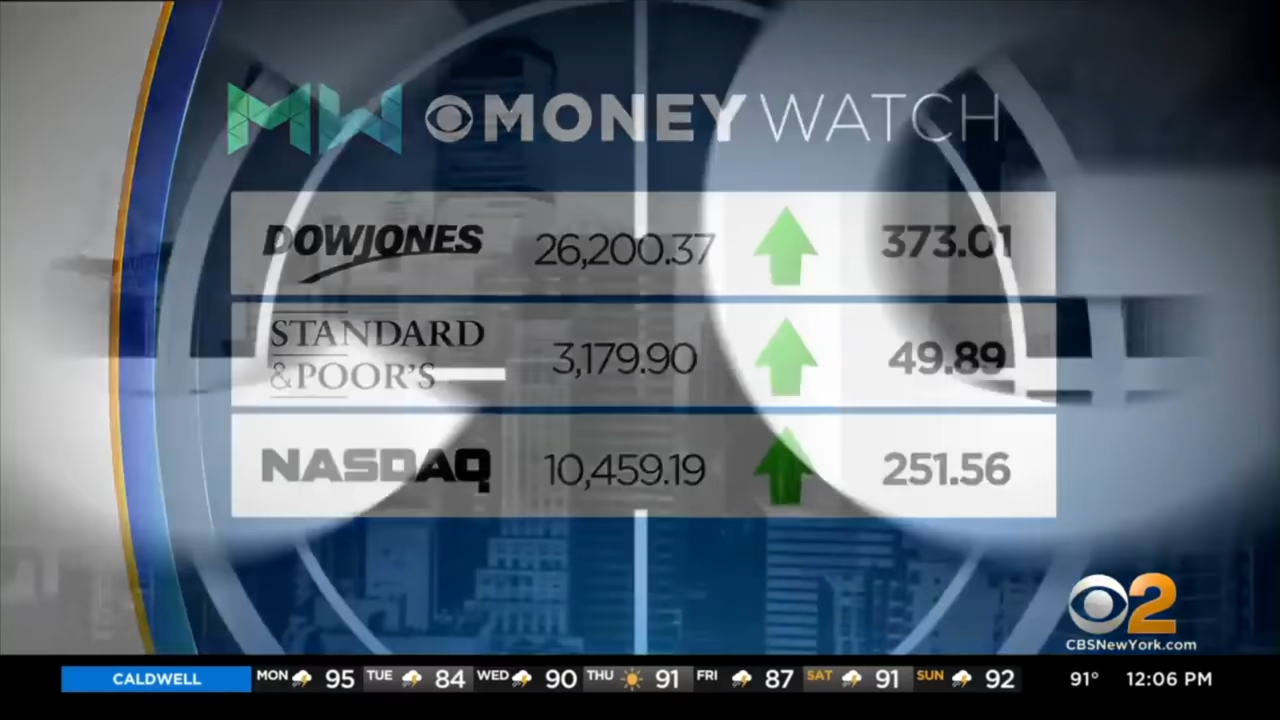 MW MONEYWATCH
DOWJONES 26,200.37 373.01
STANDARD
&POOR'S 3,179.90 49.89
NASDAQ 10,459.19 251.56
2
CBSNewYork.com
CALDWELL MON 95 TUE 84 WED 90 THU 91 FRI 87 SAT 91 SUN 92 91° 12:06 PM